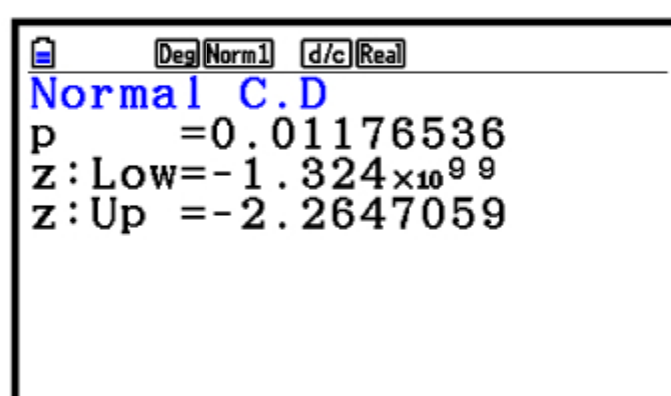 Deg Norm1 d/c Real
Normal C.D
p =0.01176536
z:Low=-1.324×10⁹⁹
z:Up =-2.2647059